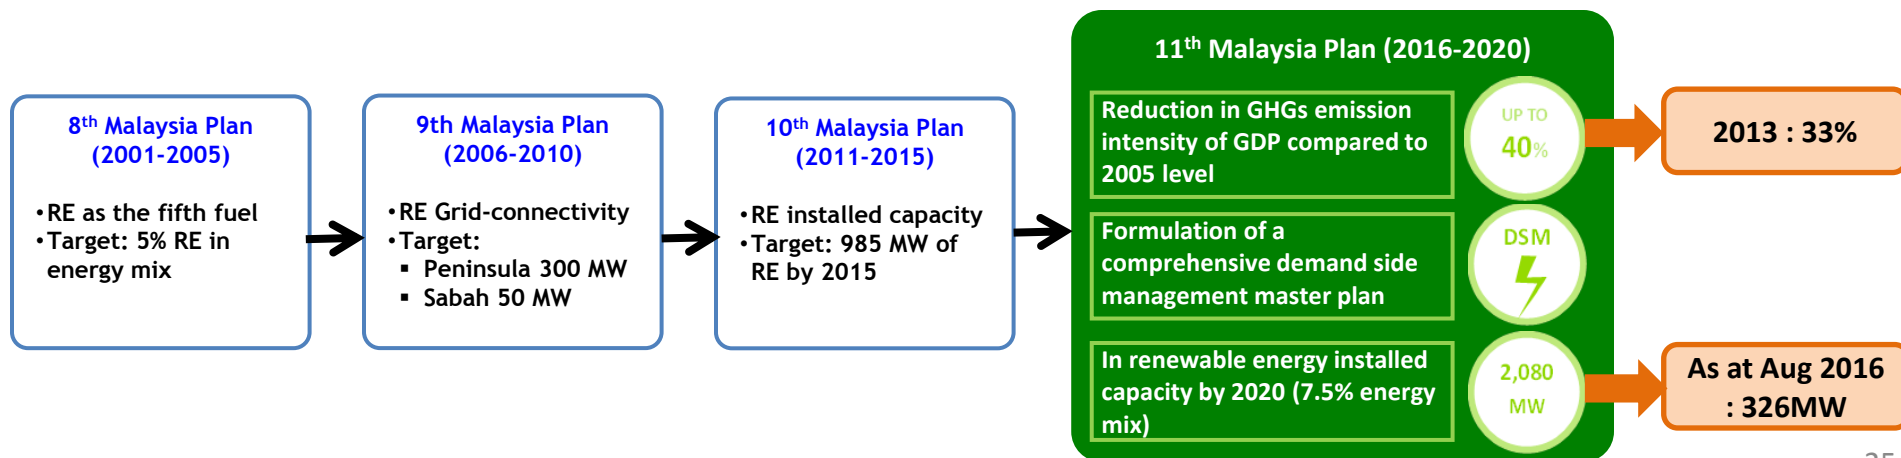 8th Malaysia Plan
(2001-2005)
•RE as the fifth fuel
•Target: 5% RE in
energy mix
9th Malaysia Plan
(2006-2010)
•RE Grid-connectivity
•Target:
▪ Peninsula 300 MW
▪ Sabah 50 MW
10th Malaysia Plan
(2011-2015)
•RE installed capacity
•Target: 985 MW of
RE by 2015
11th Malaysia Plan (2016-2020)
Reduction in GHGs emission
intensity of GDP compared to
2005 level
UP TO
40%
2013 : 33%
Formulation of a
comprehensive demand side
management master plan
DSM
In renewable energy installed
capacity by 2020 (7.5% energy
mix)
2,080
MW
As at Aug 2016
: 326MW